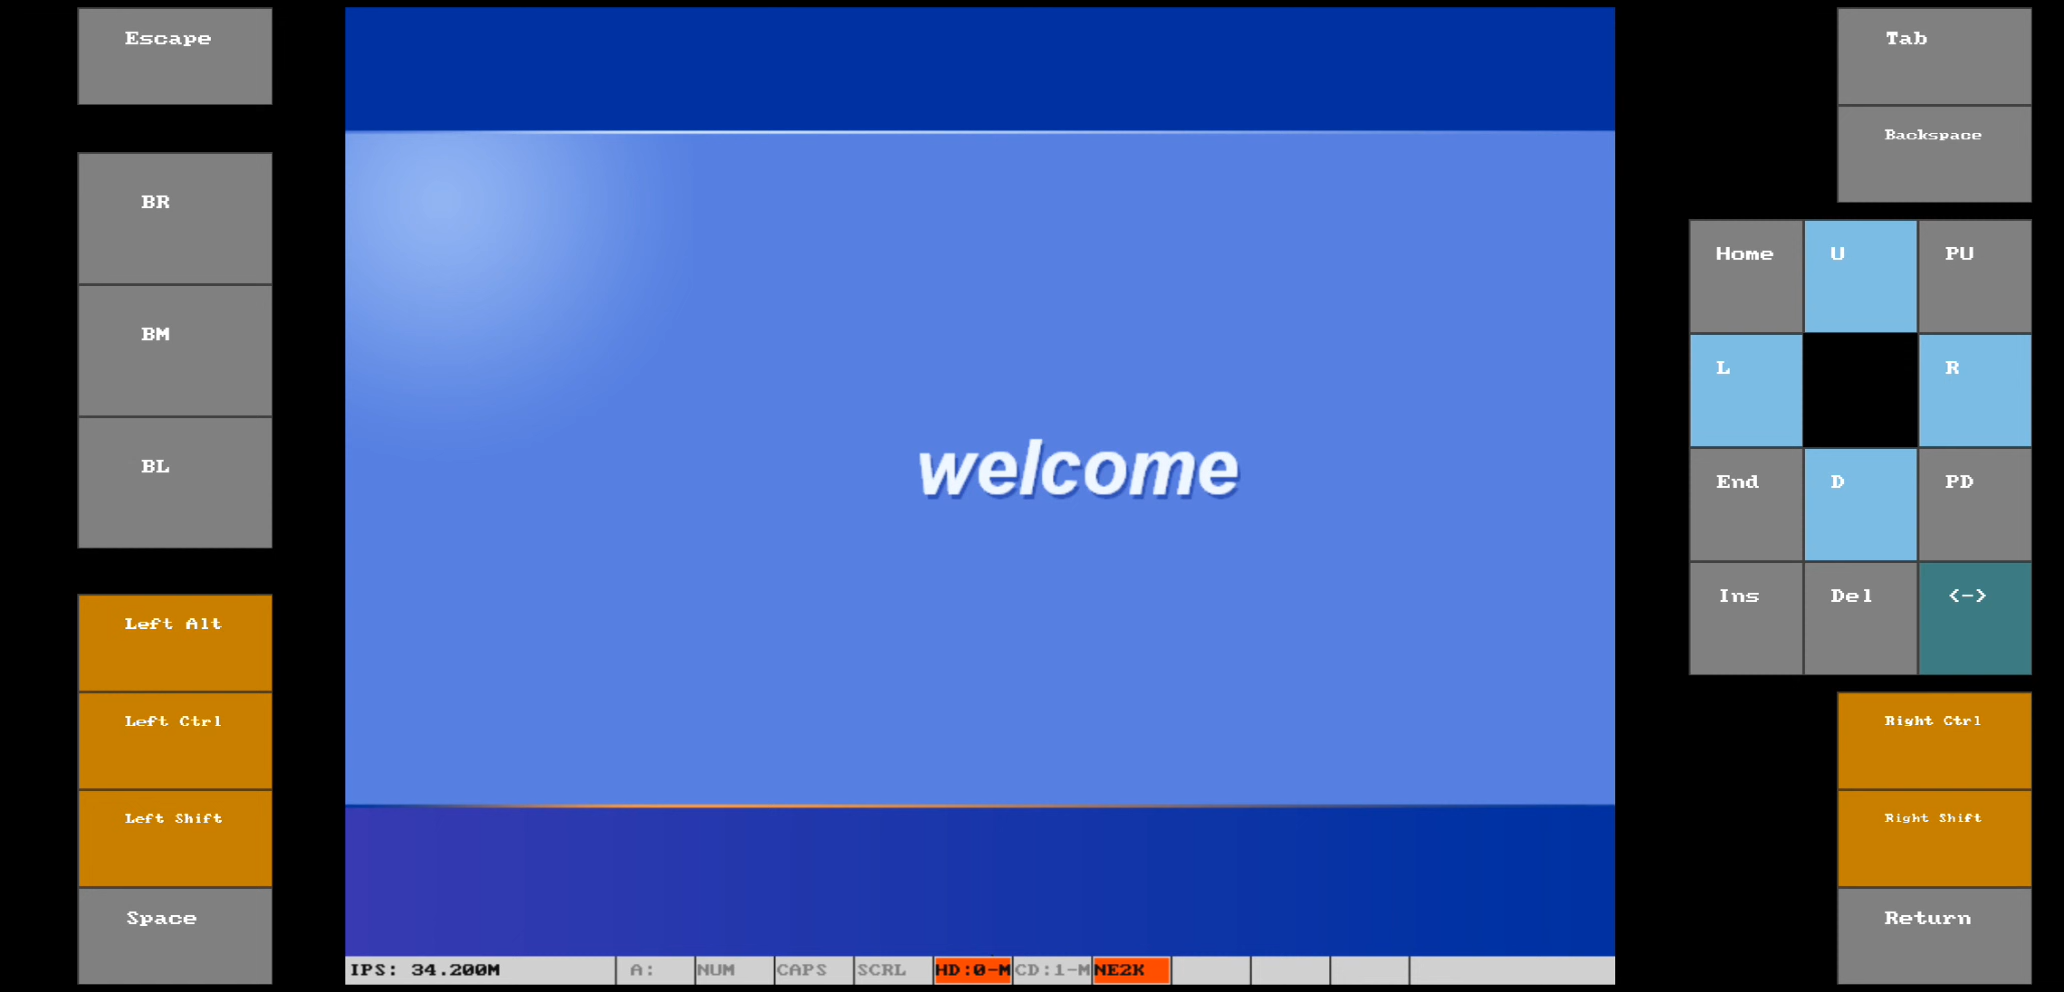 Escape
BR
BM
BL
Left Alt
Left Ctrl
Left Shift
Space
welcome
IPS: 34.200M A: NUM CAPS SCRL HD:0-M CD:1-M NE2K
Tab
Backspace
Home U PU
L R
End D PD
Ins Del <->
Right Ctrl
Right Shift
Return